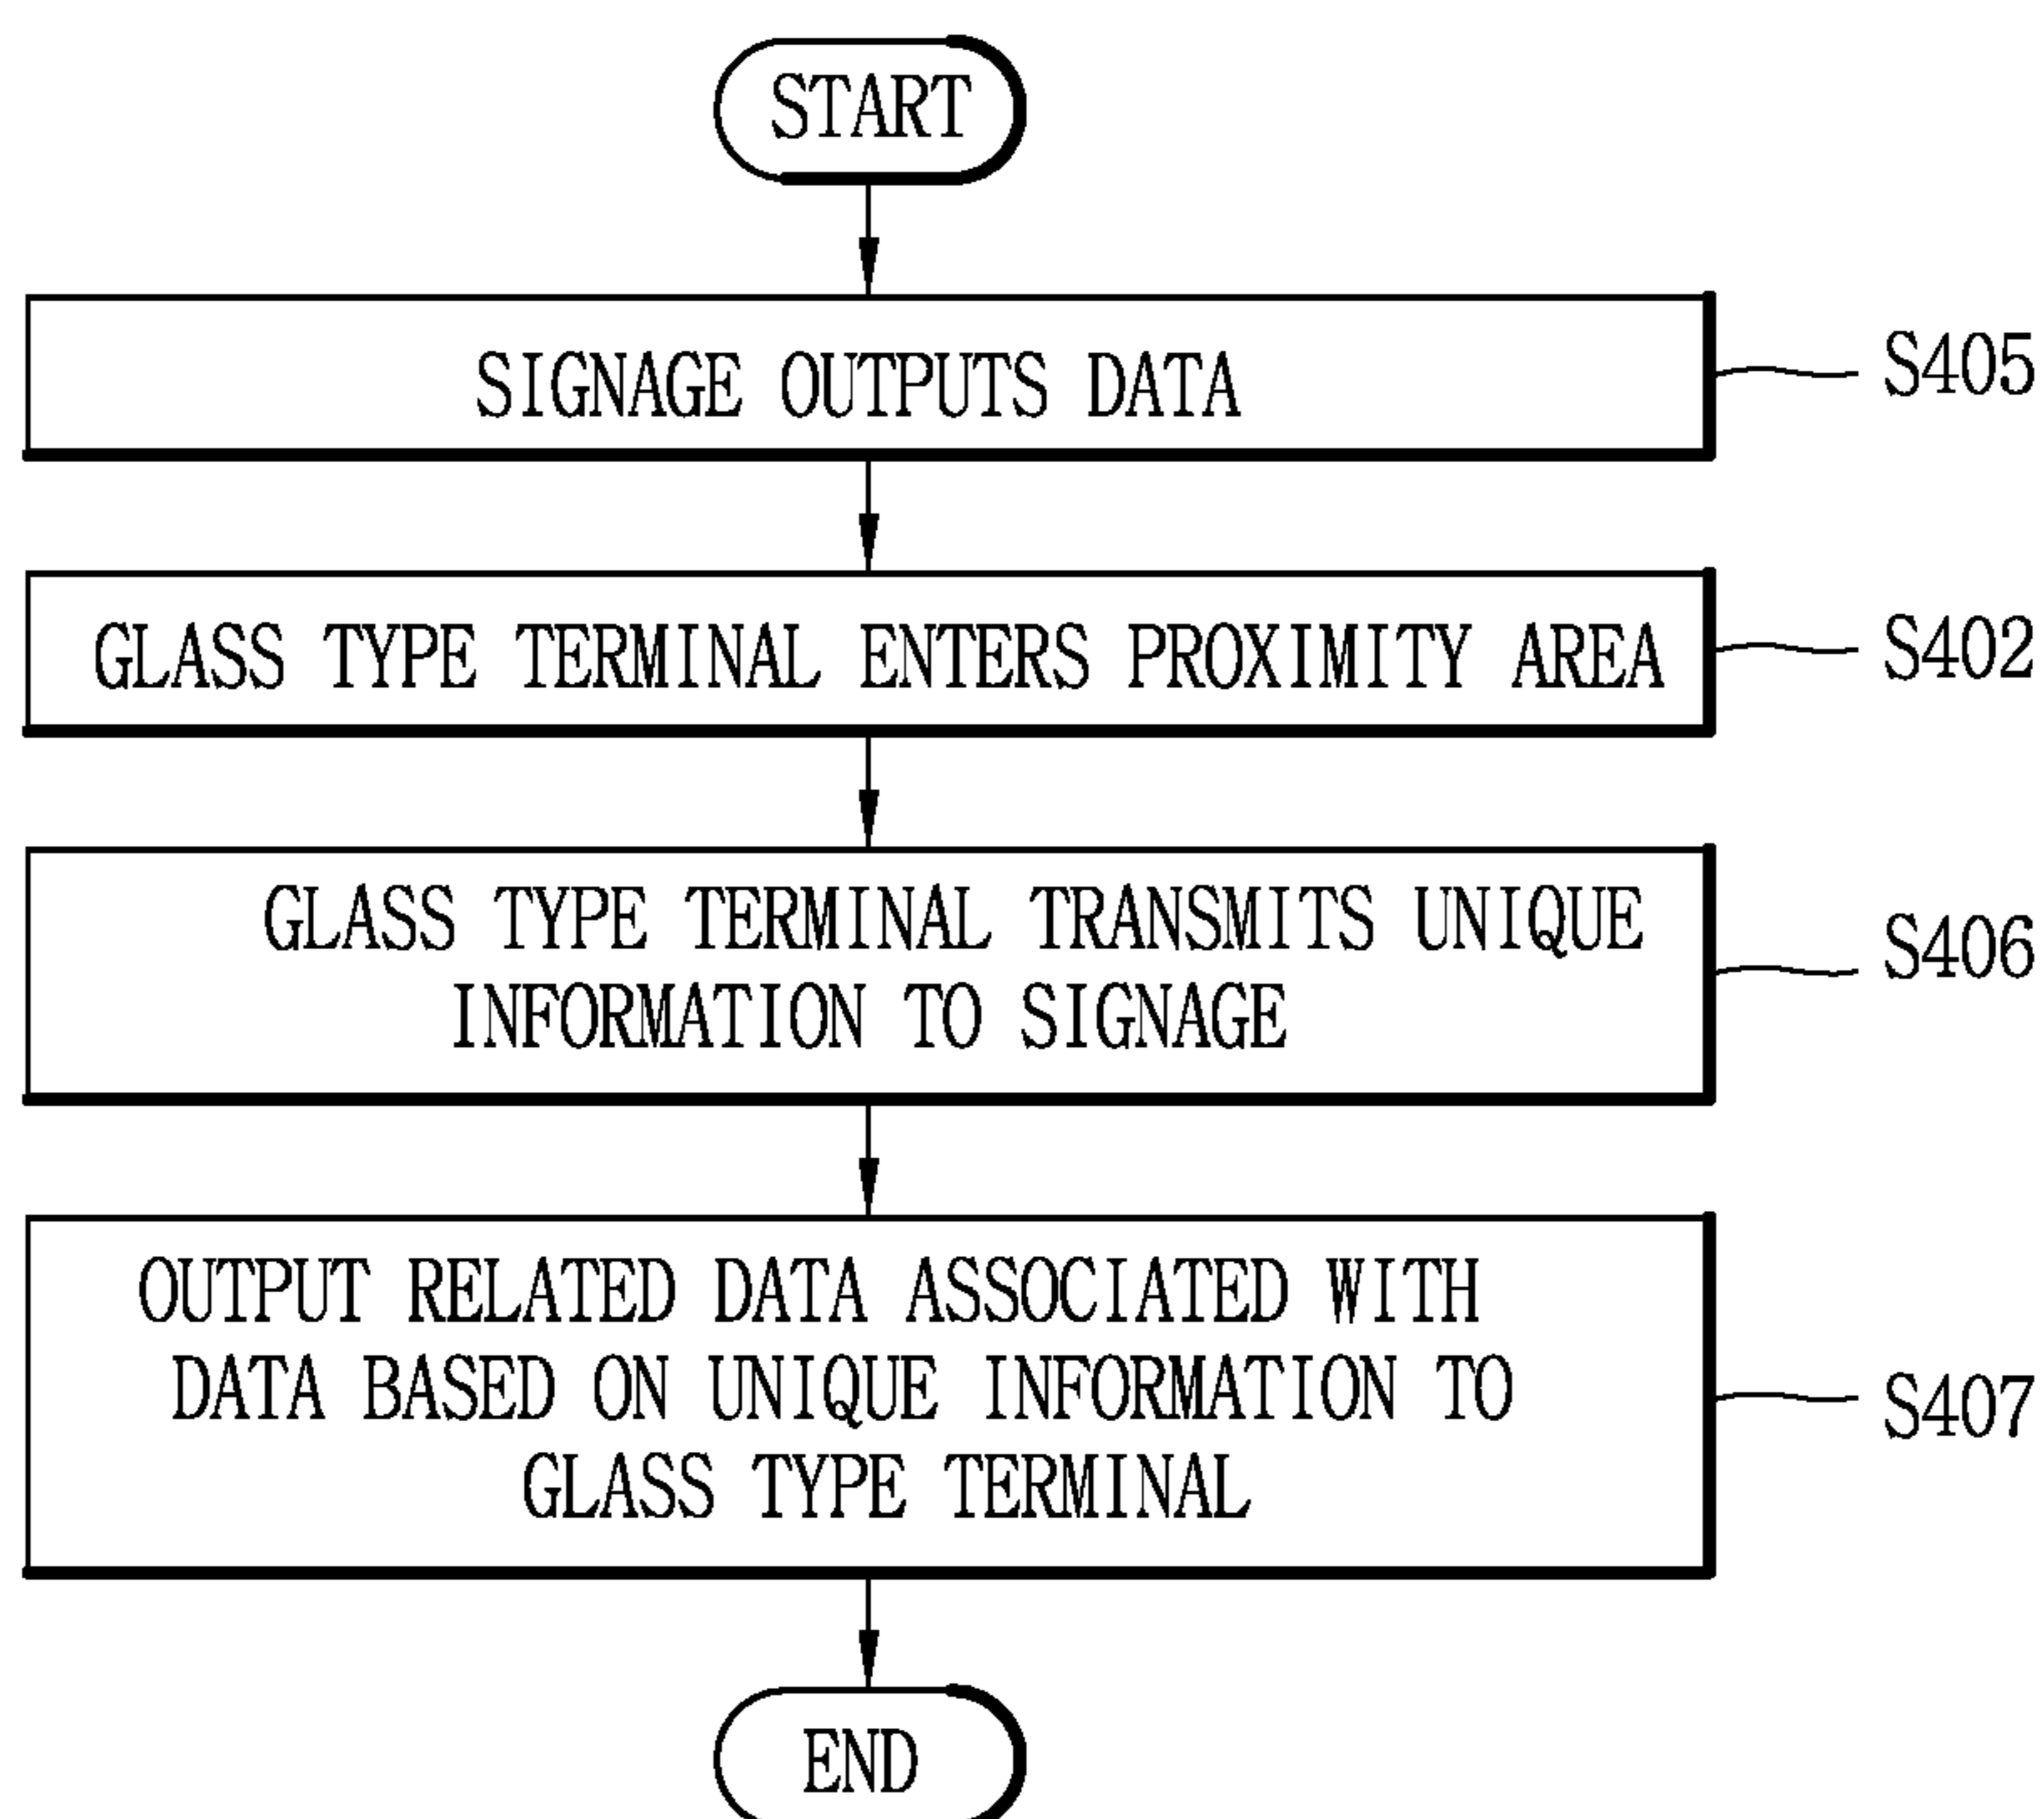 START
SIGNAGE OUTPUTS DATA
S405
GLASS TYPE TERMINAL ENTERS PROXIMITY AREA
S402
GLASS TYPE TERMINAL TRANSMITS UNIQUE
INFORMATION TO SIGNAGE
S406
OUTPUT RELATED DATA ASSOCIATED WITH
DATA BASED ON UNIQUE INFORMATION TO
GLASS TYPE TERMINAL
S407
END